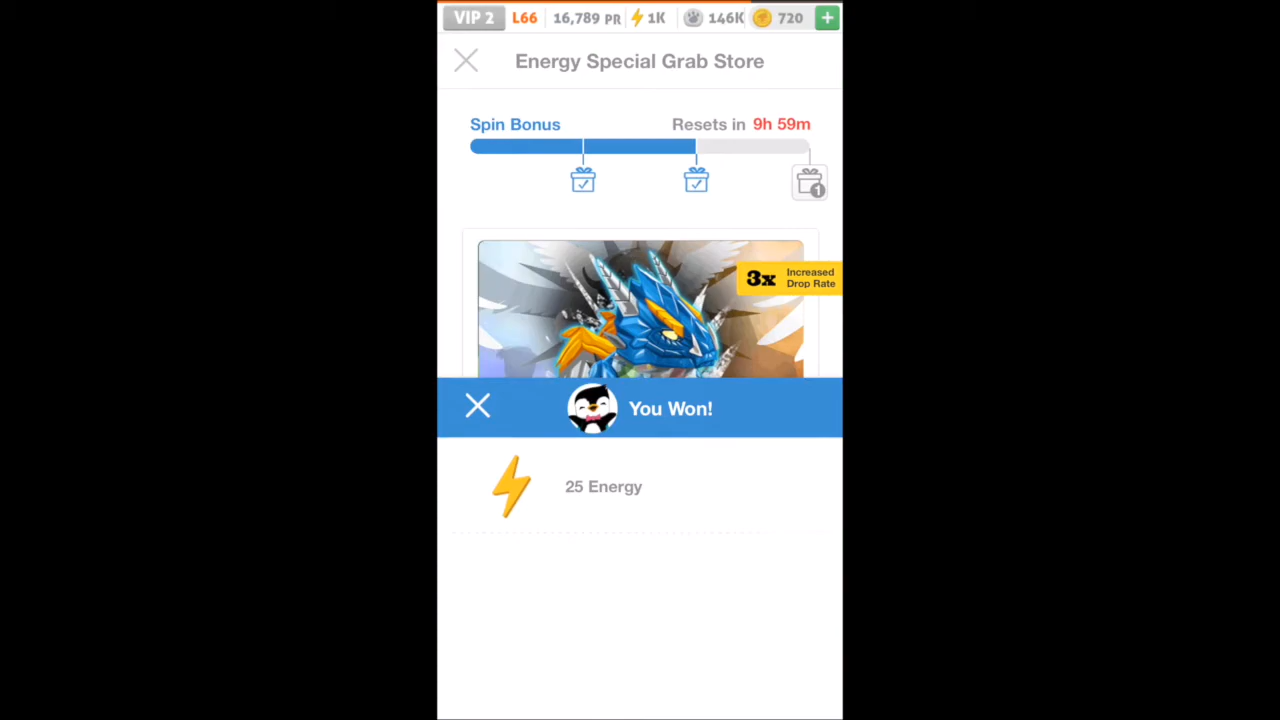 VIP 2 L66 16,789 PR 1K 146K 720 +
Energy Special Grab Store
Spin Bonus Resets in 9h 59m
1
3x Increased Drop Rate
You Won!
25 Energy